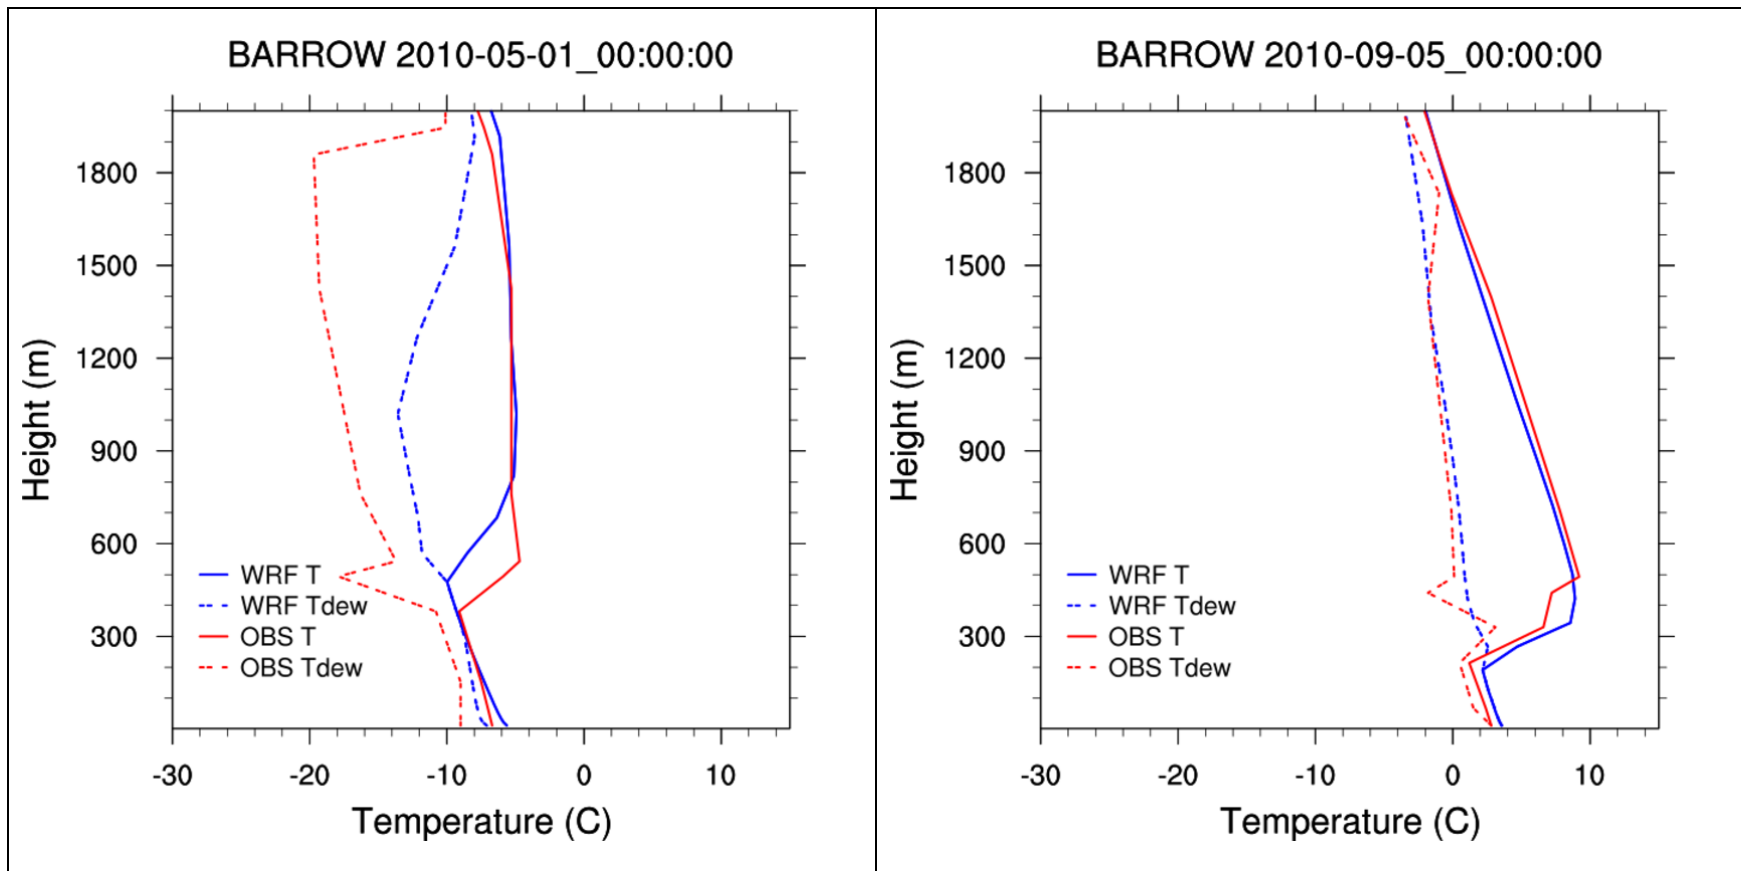 BARROW 2010-05-01_00:00:00
1800
1500
1200
900
600
300
Height (m)
WRF T
WRF Tdew
OBS T
OBS Tdew
-30 -20 -10 0 10
Temperature (C)
BARROW 2010-09-05_00:00:00
1800
1500
1200
900
600
300
Height (m)
WRF T
WRF Tdew
OBS T
OBS Tdew
-30 -20 -10 0 10
Temperature (C)